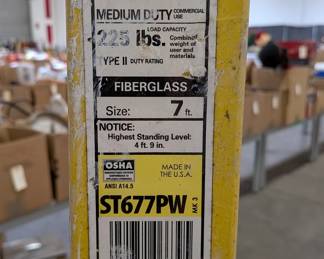 MEDIUM DUTY COMMERCIAL USE
225 lbs. LOAD CAPACITY
Combined weight of user and materials
TYPE II DUTY RATING
FIBERGLASS
Size: 7 ft.
NOTICE:
Highest Standing Level:
4 ft. 9 in.
OSHA
MADE IN
THE U.S.A.
ANSI A14.5
ST677PW MK 3